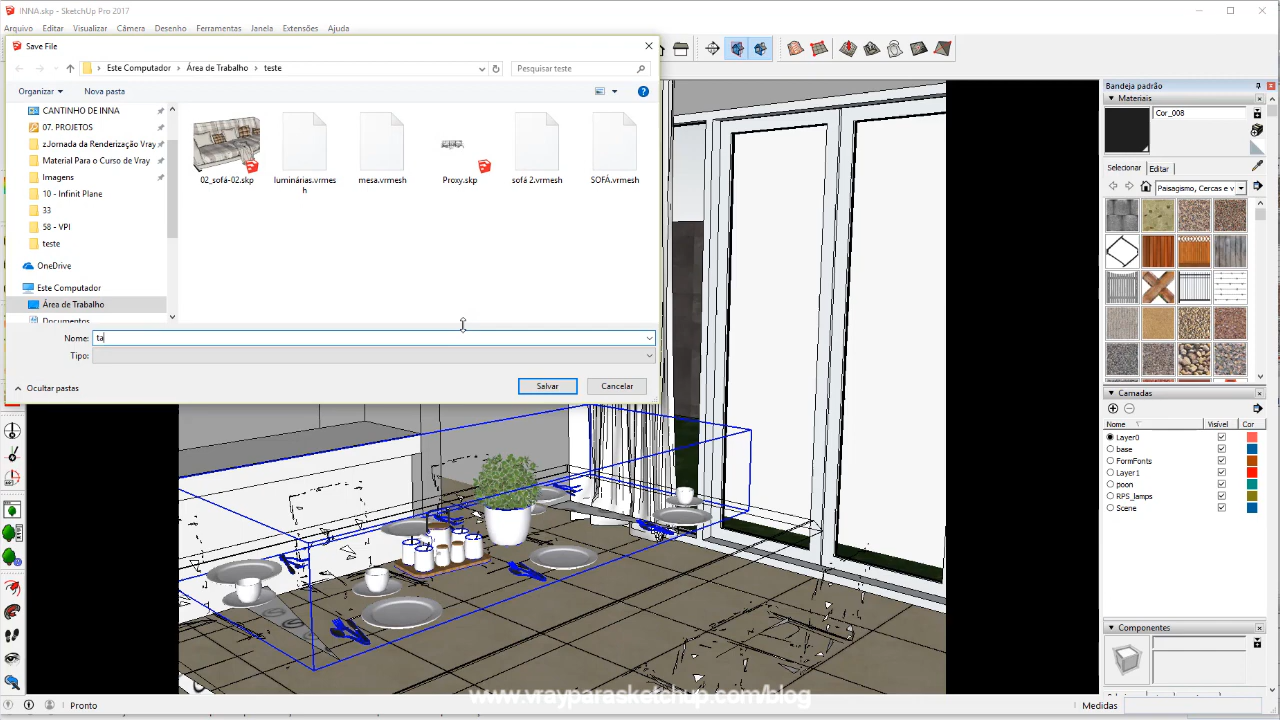 INNA.skp - SketchUp Pro 2017
Arquivo Editar Visualizar Câmera Desenho Ferramentas Janela Extensões Ajuda
Save File
Este Computador > Área de Trabalho > teste
Pesquisar teste
Organizar
Nova pasta
CANTINHO DE INNA
07. PROJETOS
zJornada da Renderização Vray
Material Para o Curso de Vray
Imagens
10 - Infinit Plane
33
58 - VPI
teste
OneDrive
Este Computador
Área de Trabalho
Documentos
02_sofá-02.skp
luminárias.vrmes
h
mesa.vrmesh
Proxy.skp
sofá 2.vrmesh
SOFÁ.vrmesh
Nome: ta
Tipo:
Ocultar pastas
Salvar
Cancelar
Bandeja padrão
Materiais
Cor_008
Selecionar
Editar
Paisagismo, Cercas e v
Camadas
Nome Visível Cor
Layer0
base
FormFonts
Layer1
poon
RPS_lamps
Scene
Componentes
www.vrayparasketchup.com/blog
Pronto
Medidas